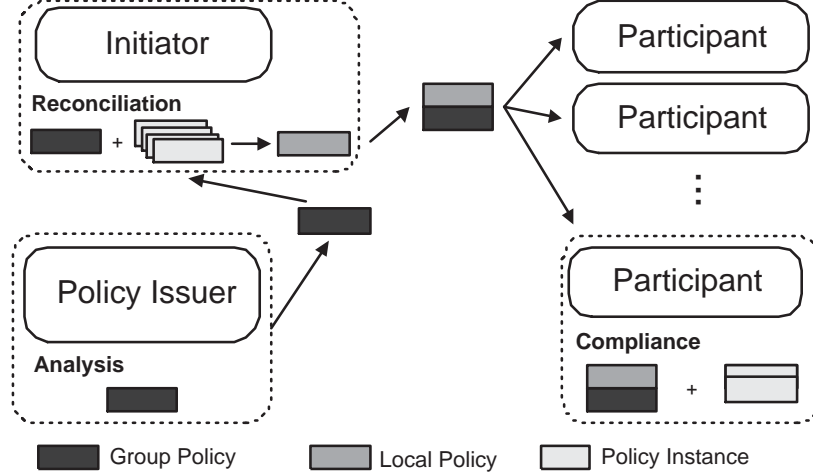 Initiator
Reconciliation
+
Participant
Participant
Policy Issuer
Analysis
Participant
Compliance
+
Group Policy
Local Policy
Policy Instance